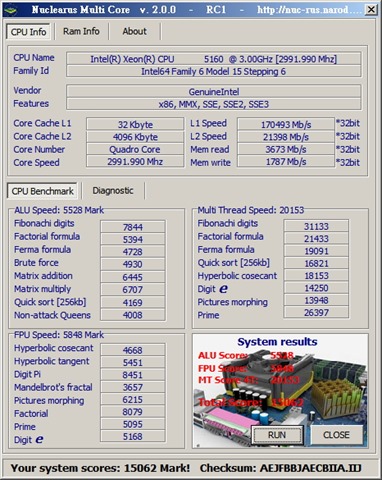 Nuclearus Multi Core v. 2.0.0 - RC1 - http://nuc-rus.narod.
CPU Info Ram Info About
CPU Name Intel(R) Xeon(R) CPU 5160 @ 3.00GHz [2991.990 Mhz]
Family Id Intel64 Family 6 Model 15 Stepping 6
Vendor GenuineIntel
Features x86, MMX, SSE, SSE2, SSE3
Core Cache L1 32 Kbyte L1 Speed 170493 Mb/s *32bit
Core Cache L2 4096 Kbyte L2 Speed 21398 Mb/s *32bit
Core Number Quadro Core Mem read 3673 Mb/s *32bit
Core Speed 2991.990 Mhz Mem write 1787 Mb/s *32bit
CPU Benchmark Diagnostic
ALU Speed: 5528 Mark
Fibonachi digits 7844
Factorial formula 5394
Ferma formula 4728
Brute force 4930
Matrix addition 6445
Matrix multiply 6707
Quick sort [256kb] 4169
Non-attack Queens 4008
Multi Thread Speed: 20153
Fibonachi digits 31133
Factorial formula 21433
Ferma formula 19091
Quick sort [256kb] 16821
Hyperbolic cosecant 18153
Digit e 14250
Pictures morphing 13948
Prime 26397
FPU Speed: 5848 Mark
Hyperbolic cosecant 4668
Hyperbolic tangent 5451
Digit Pi 8451
Mandelbrot's fractal 3657
Pictures morphing 6215
Factorial 8079
Prime 5095
Digit e 5168
System results
ALU Score: 5528
FPU Score: 5848
MT Score x4: 20153
Total Score: 15062
RUN CLOSE
Your system scores: 15062 Mark! Checksum: AEJFBBJAECBIIA.IJ